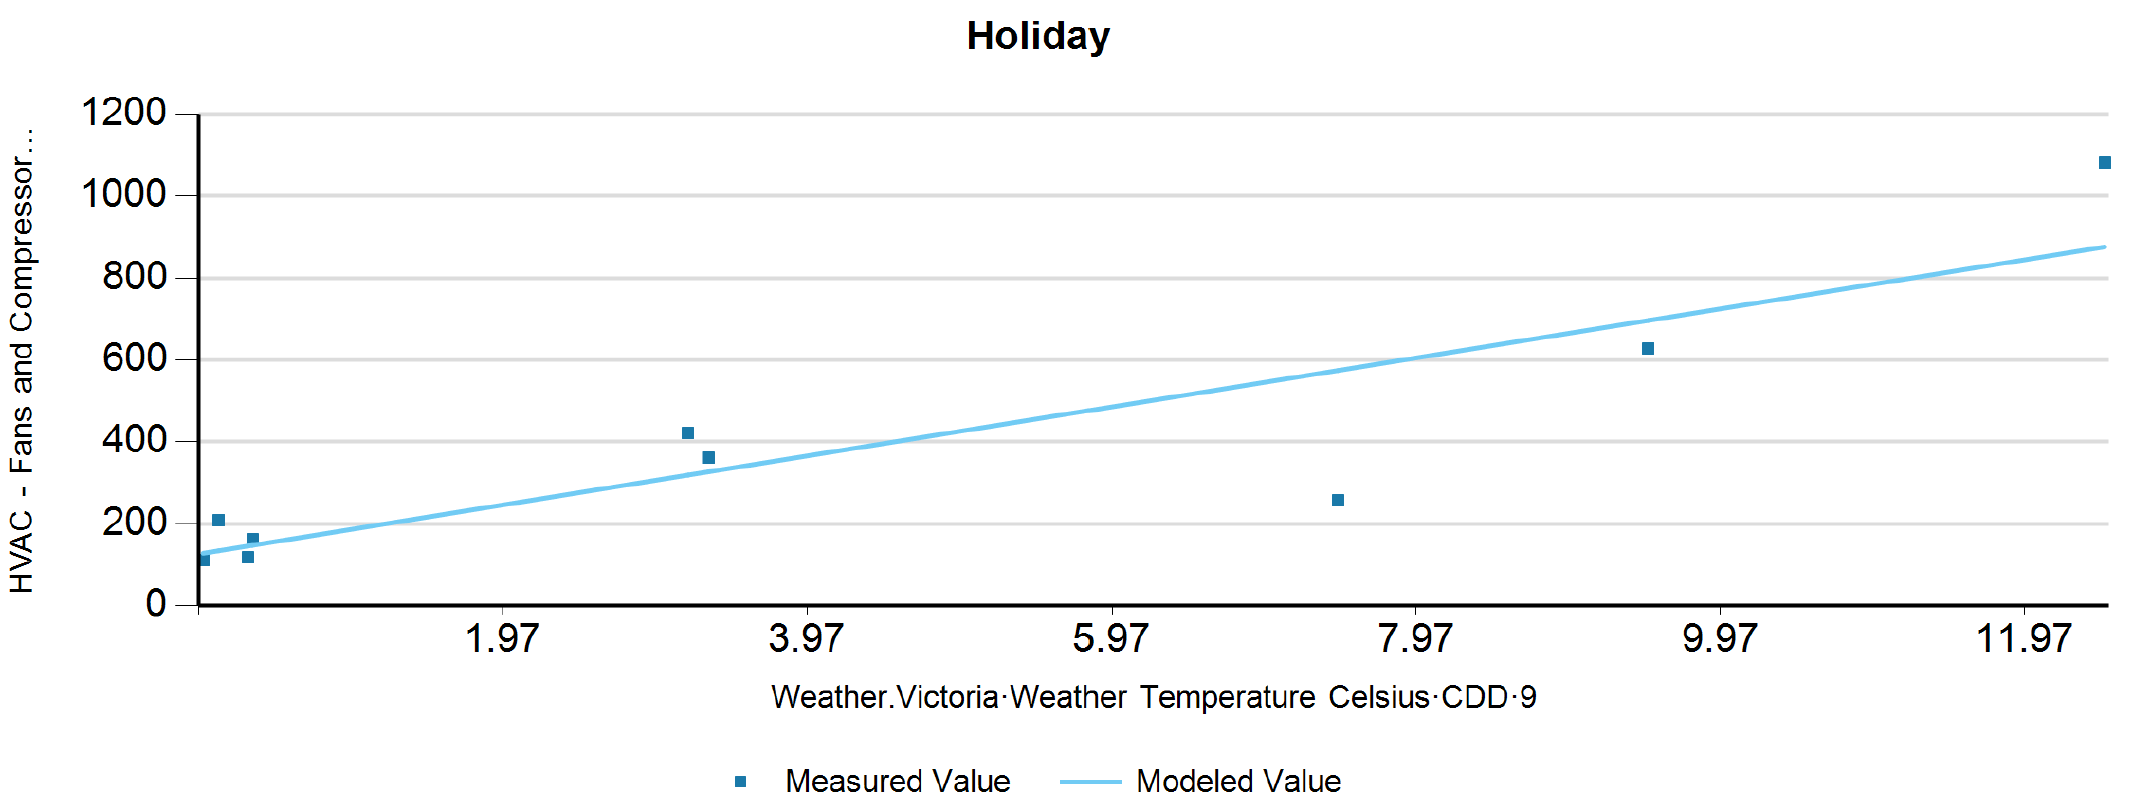 Holiday
1200
1000
800
600
400
200
0
HVAC - Fans and Compressor...
1.97 3.97 5.97 7.97 9.97 11.97
Weather.Victoria·Weather Temperature Celsius·CDD·9
Measured Value Modeled Value